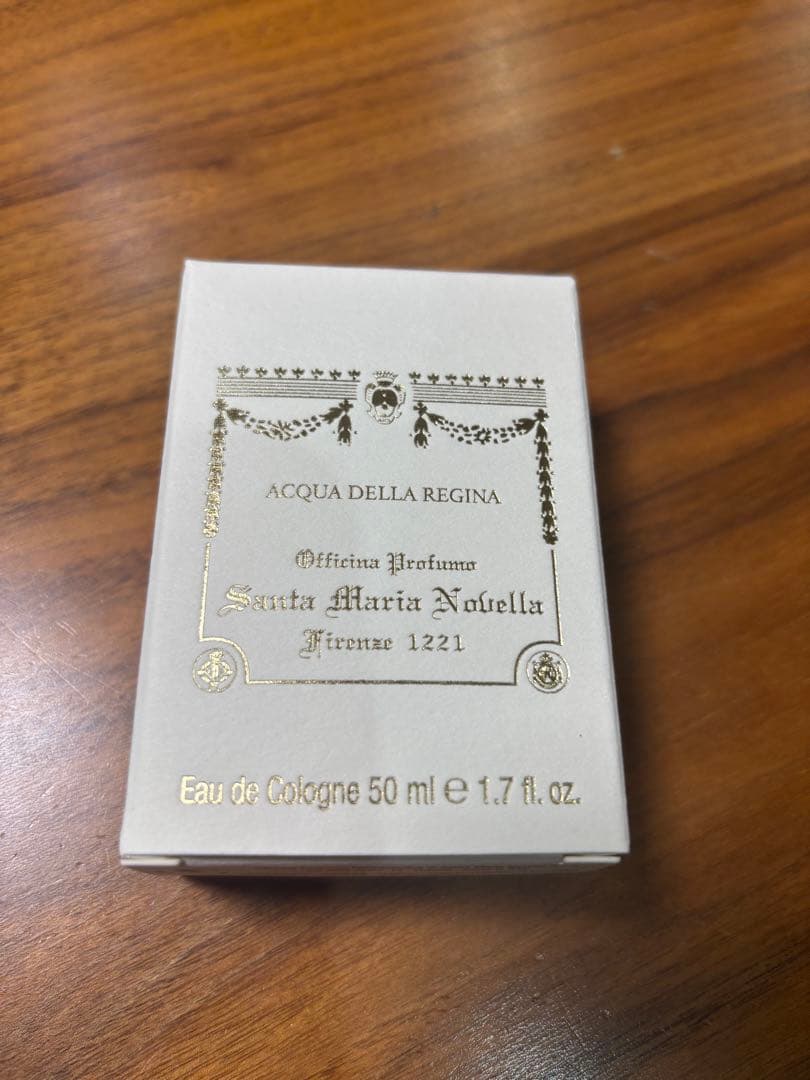 ACQUA DELLA REGINA
Officina Profumo
Santa Maria Novella
Firenze 1221
Eau de Cologne 50 ml ℮ 1.7 fl. oz.